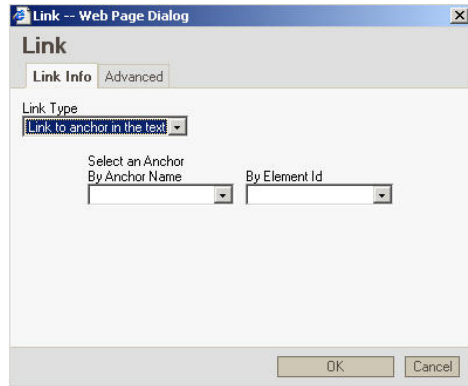 Link -- Web Page Dialog
Link
Link Info Advanced
Link Type
Link to anchor in the text
Select an Anchor
By Anchor Name By Element Id
OK Cancel